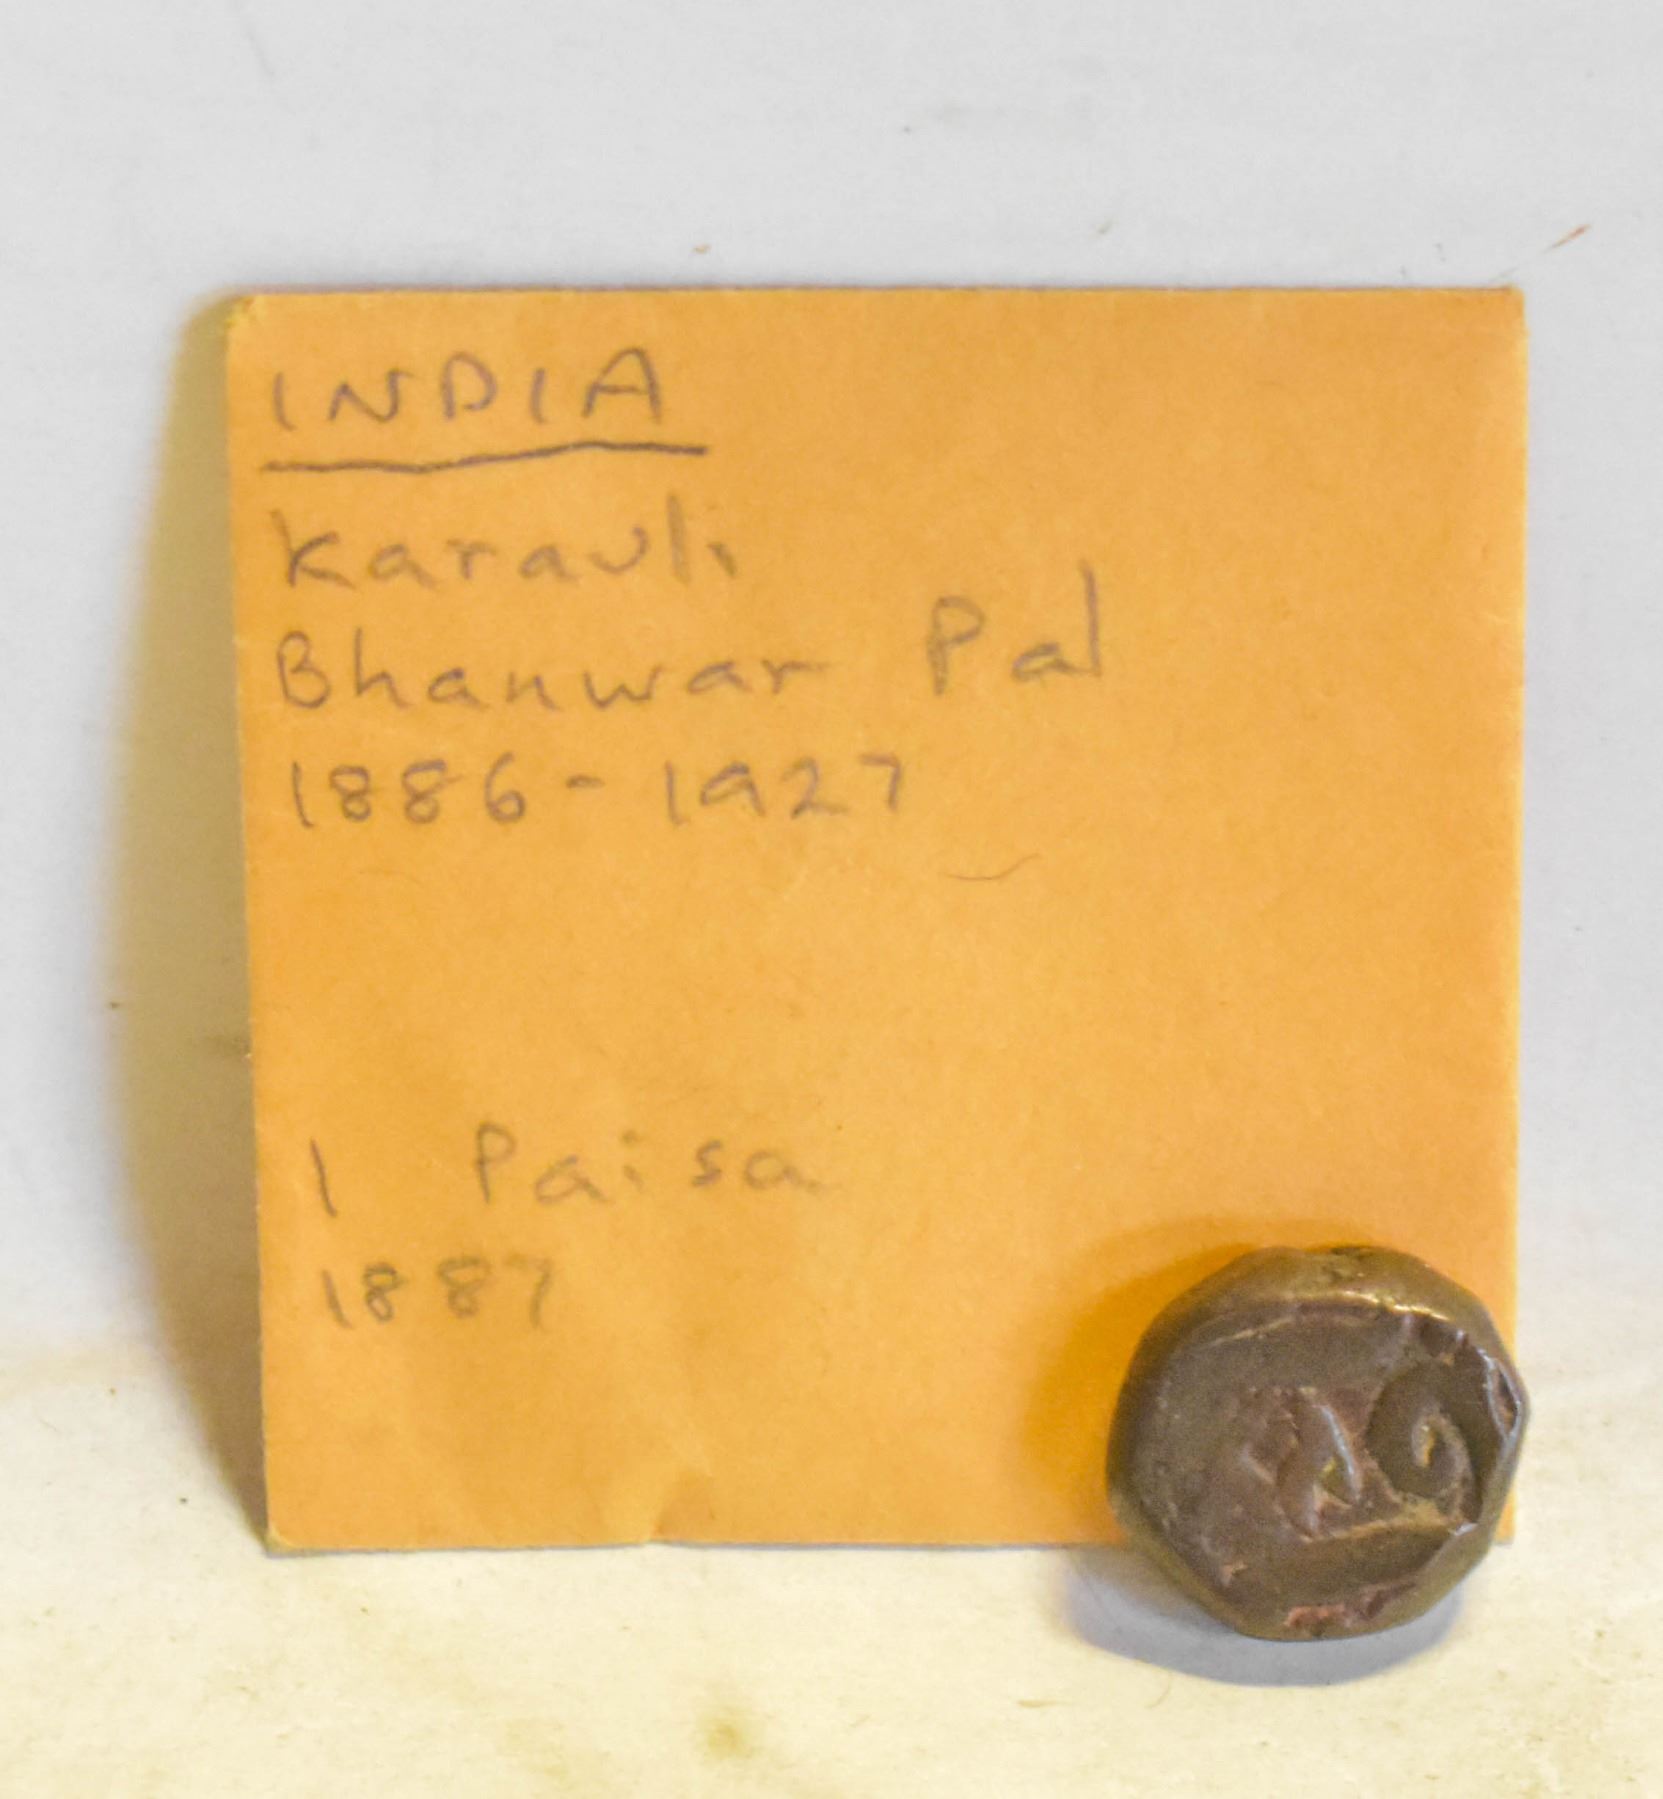 INDIA
Karauli
Bhanwar Pal
1886-1927
1 Paisa
1887